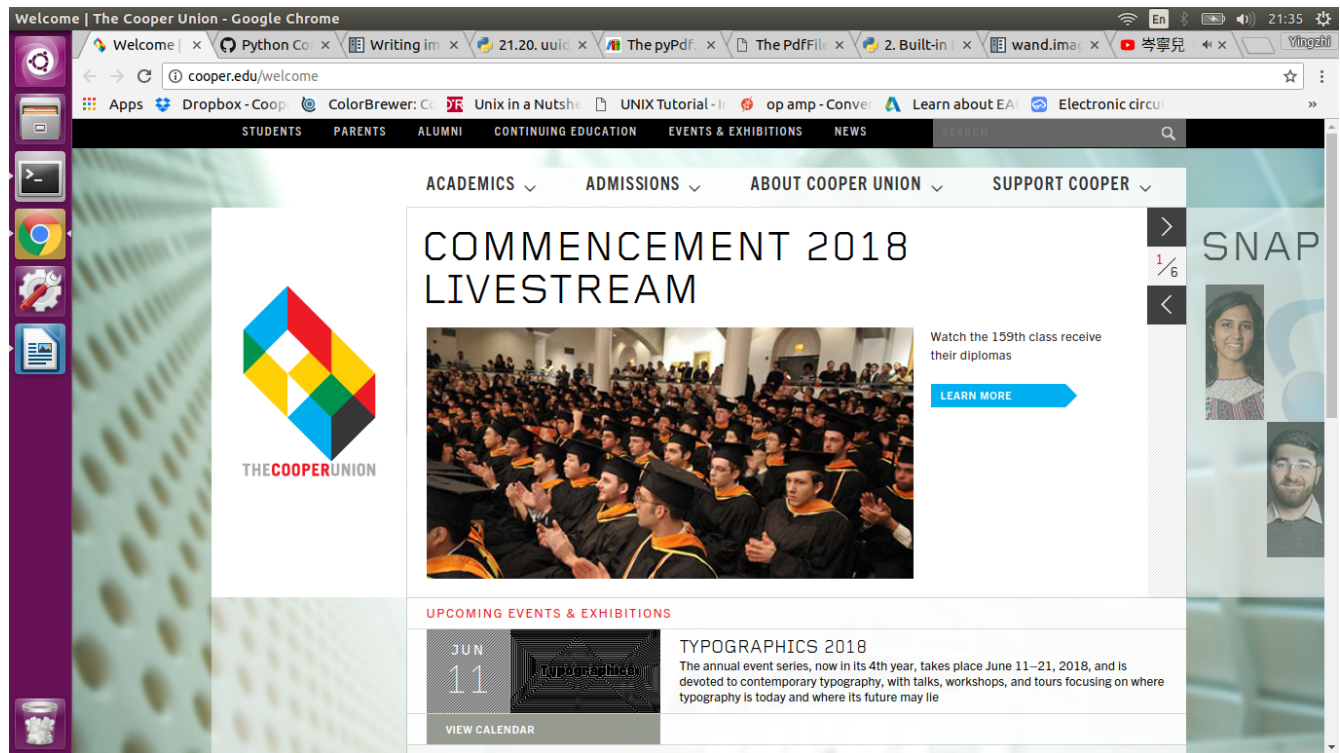 Welcome | The Cooper Union - Google Chrome
En
21:35
Welcome |
Python Co
Writing im
21.20. uuid
The pyPdf.
The PdfFil
2. Built-in
wand.imag
岑寧兒
Yingzhi
cooper.edu/welcome
Apps
Dropbox - Coop
ColorBrewer: C
Unix in a Nutsh
UNIX Tutorial - I
op amp - Conver
Learn about EA
Electronic circui
»
STUDENTS
PARENTS
ALUMNI
CONTINUING EDUCATION
EVENTS & EXHIBITIONS
NEWS
SEARCH
ACADEMICS
ADMISSIONS
ABOUT COOPER UNION
SUPPORT COOPER
COMMENCEMENT 2018
LIVESTREAM
1/6
SNAP
Watch the 159th class receive
their diplomas
LEARN MORE
THECOOPERUNION
UPCOMING EVENTS & EXHIBITIONS
JUN
11
Typographics
TYPOGRAPHICS 2018
The annual event series, now in its 4th year, takes place June 11–21, 2018, and is
devoted to contemporary typography, with talks, workshops, and tours focusing on where
typography is today and where its future may lie
VIEW CALENDAR